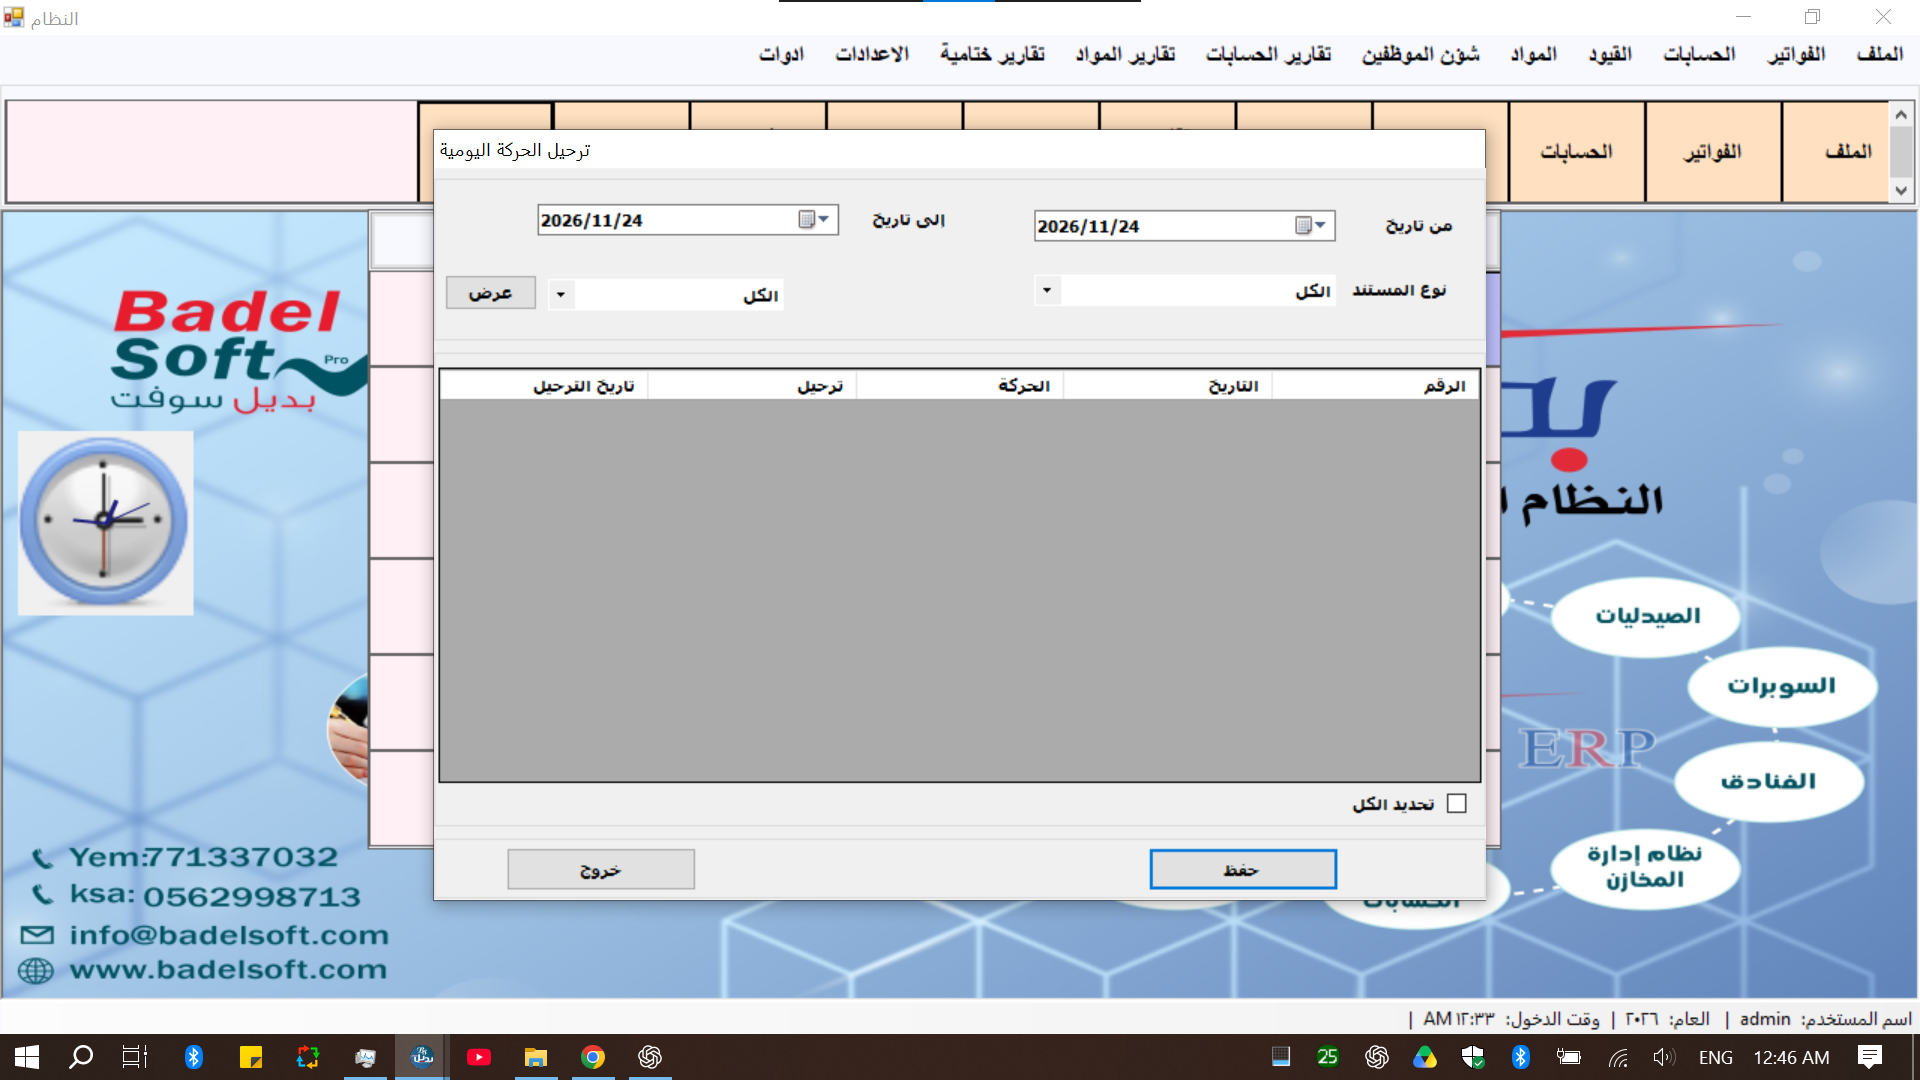 النظام
الملف الفواتير الحسابات القيود المواد شؤن الموظفين تقارير الحسابات تقارير المواد تقارير ختامية الاعدادات ادوات
الملف الفواتير الحسابات
ترحيل الحركة اليومية
من تاريخ 2026/11/24 إلى تاريخ 2026/11/24
نوع المستند الكل الكل عرض
الرقم التاريخ الحركة ترحيل تاريخ الترحيل
تحديد الكل
حفظ خروج
Badel
Soft Pro
بديل سوفت
النظام
الصيدليات
السوبرات
ERP
الفنادق
نظام إدارة
المخازن
Yem:771337032
ksa: 0562998713
info@badelsoft.com
www.badelsoft.com
اسم المستخدم: admin | العام: ٢٠٢٦ | وقت الدخول: ١٢:٣٣ AM |
بديل
25
ENG 12:46 AM